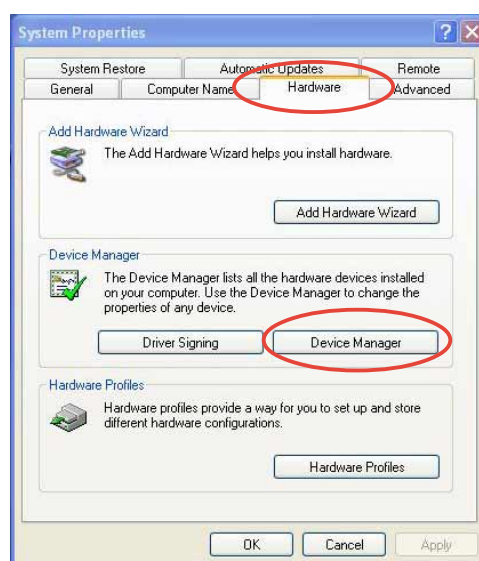 System Properties
System Restore Automatic Updates Remote
General Computer Name Hardware Advanced
Add Hardware Wizard
The Add Hardware Wizard helps you install hardware.
Add Hardware Wizard
Device Manager
The Device Manager lists all the hardware devices installed
on your computer. Use the Device Manager to change the
properties of any device.
Driver Signing Device Manager
Hardware Profiles
Hardware profiles provide a way for you to set up and store
different hardware configurations.
Hardware Profiles
OK Cancel Apply